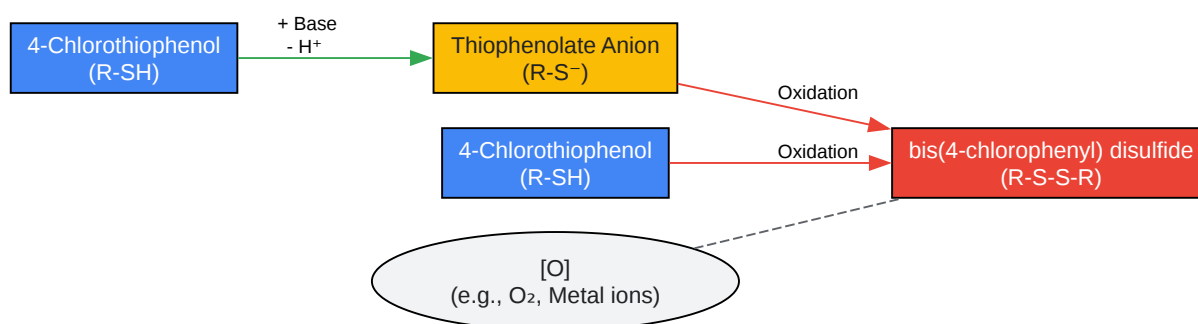 4-Chlorothiophenol
(R-SH)
+ Base
- H⁺
Thiophenolate Anion
(R-S⁻)
Oxidation
4-Chlorothiophenol
(R-SH)
Oxidation
bis(4-chlorophenyl) disulfide
(R-S-S-R)
[O]
(e.g., O₂, Metal ions)